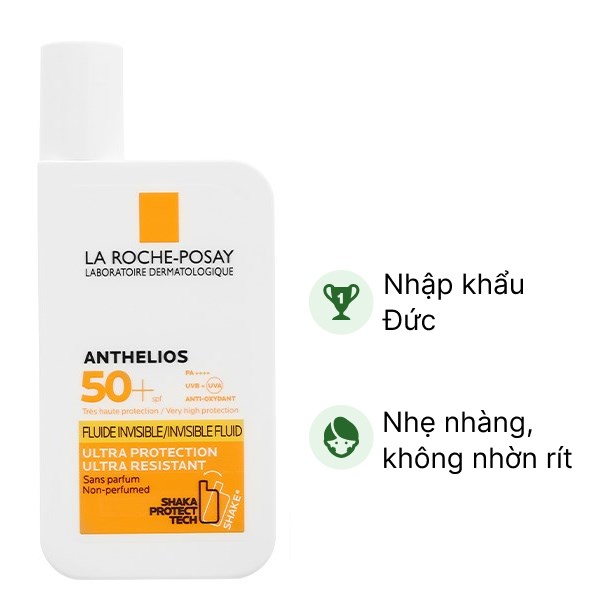 LA ROCHE-POSAY
LABORATOIRE DERMATOLOGIQUE
ANTHELIOS
50+ spf
PA ++++
UVB + UVA
ANTI-OXYDANT
Très haute protection / Very high protection
FLUIDE INVISIBLE/INVISIBLE FLUID
ULTRA PROTECTION
ULTRA RESISTANT
Sans parfum
Non-perfumed
SHAKA
PROTECT
TECH
SHAKE*
1
Nhập khẩu
Đức
Nhẹ nhàng,
không nhờn rít